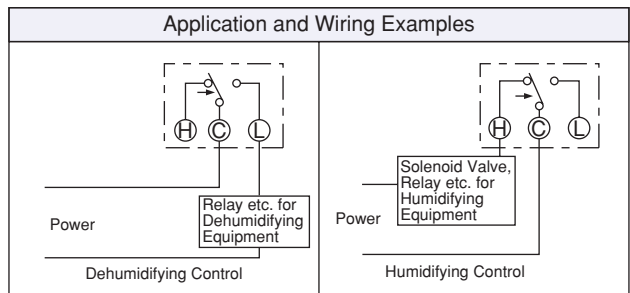 Application and Wiring Examples
H C L
Relay etc. for
Dehumidifying
Equipment
Power
Dehumidifying Control
H C L
Solenoid Valve,
Relay etc. for
Humidifying
Equipment
Power
Humidifying Control